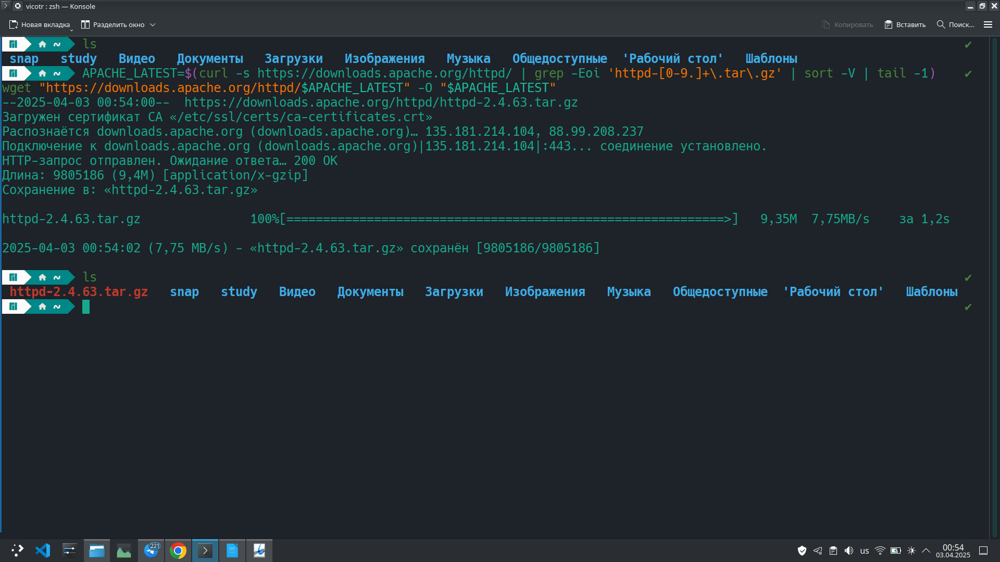 vicotr : zsh — Konsole
Новая вкладка Разделить окно Копировать Вставить Поиск...
~ ls ✔
snap study Видео Документы Загрузки Изображения Музыка Общедоступные 'Рабочий стол' Шаблоны
~ APACHE_LATEST=$(curl -s https://downloads.apache.org/httpd/ | grep -Eoi 'httpd-[0-9.]+\.tar\.gz' | sort -V | tail -1) ✔
wget "https://downloads.apache.org/httpd/$APACHE_LATEST" -O "$APACHE_LATEST"
--2025-04-03 00:54:00-- https://downloads.apache.org/httpd/httpd-2.4.63.tar.gz
Загружен сертификат CA «/etc/ssl/certs/ca-certificates.crt»
Распознаётся downloads.apache.org (downloads.apache.org)… 135.181.214.104, 88.99.208.237
Подключение к downloads.apache.org (downloads.apache.org)|135.181.214.104|:443... соединение установлено.
HTTP-запрос отправлен. Ожидание ответа… 200 OK
Длина: 9805186 (9,4M) [application/x-gzip]
Сохранение в: «httpd-2.4.63.tar.gz»
httpd-2.4.63.tar.gz 100%[============================================================>] 9,35M 7,75MB/s за 1,2s
2025-04-03 00:54:02 (7,75 MB/s) - «httpd-2.4.63.tar.gz» сохранён [9805186/9805186]
~ ls ✔
httpd-2.4.63.tar.gz snap study Видео Документы Загрузки Изображения Музыка Общедоступные 'Рабочий стол' Шаблоны
~ ✔
221
us
00:54
03.04.2025